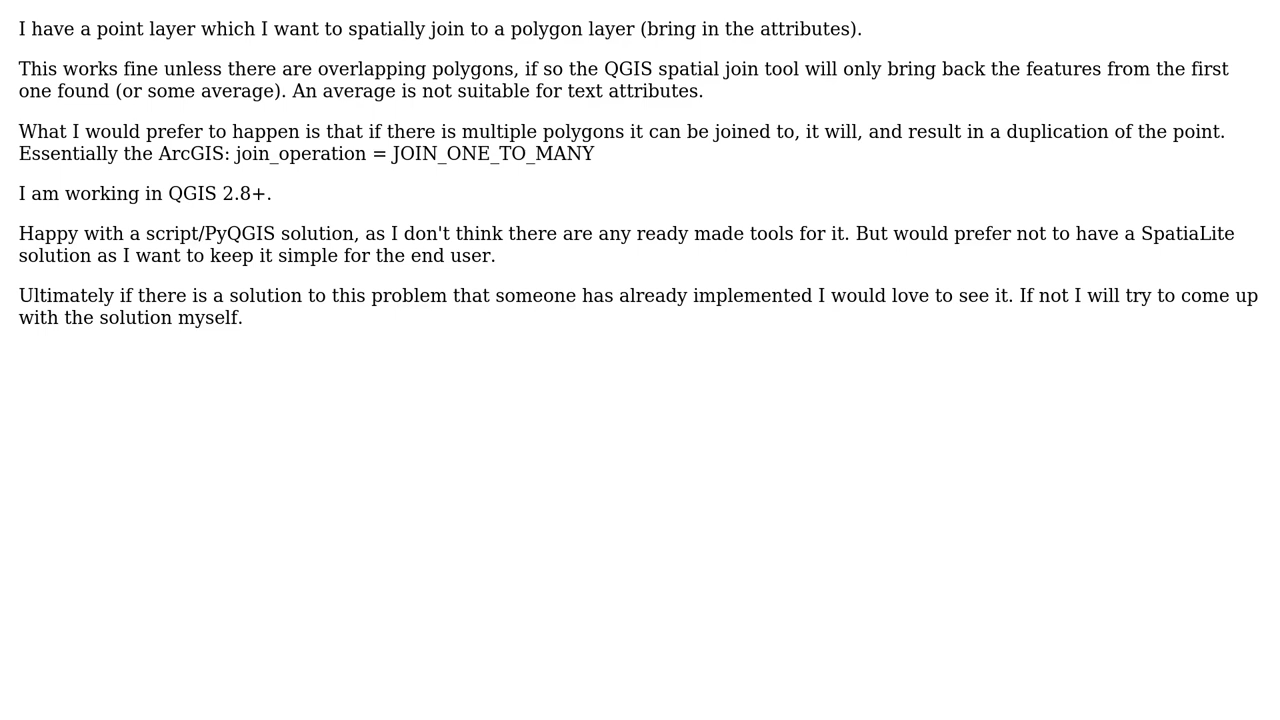 I have a point layer which I want to spatially join to a polygon layer (bring in the attributes).
This works fine unless there are overlapping polygons, if so the QGIS spatial join tool will only bring back the features from the first
one found (or some average). An average is not suitable for text attributes.
What I would prefer to happen is that if there is multiple polygons it can be joined to, it will, and result in a duplication of the point.
Essentially the ArcGIS: join_operation = JOIN_ONE_TO_MANY
I am working in QGIS 2.8+.
Happy with a script/PyQGIS solution, as I don't think there are any ready made tools for it. But would prefer not to have a SpatiaLite
solution as I want to keep it simple for the end user.
Ultimately if there is a solution to this problem that someone has already implemented I would love to see it. If not I will try to come up
with the solution myself.